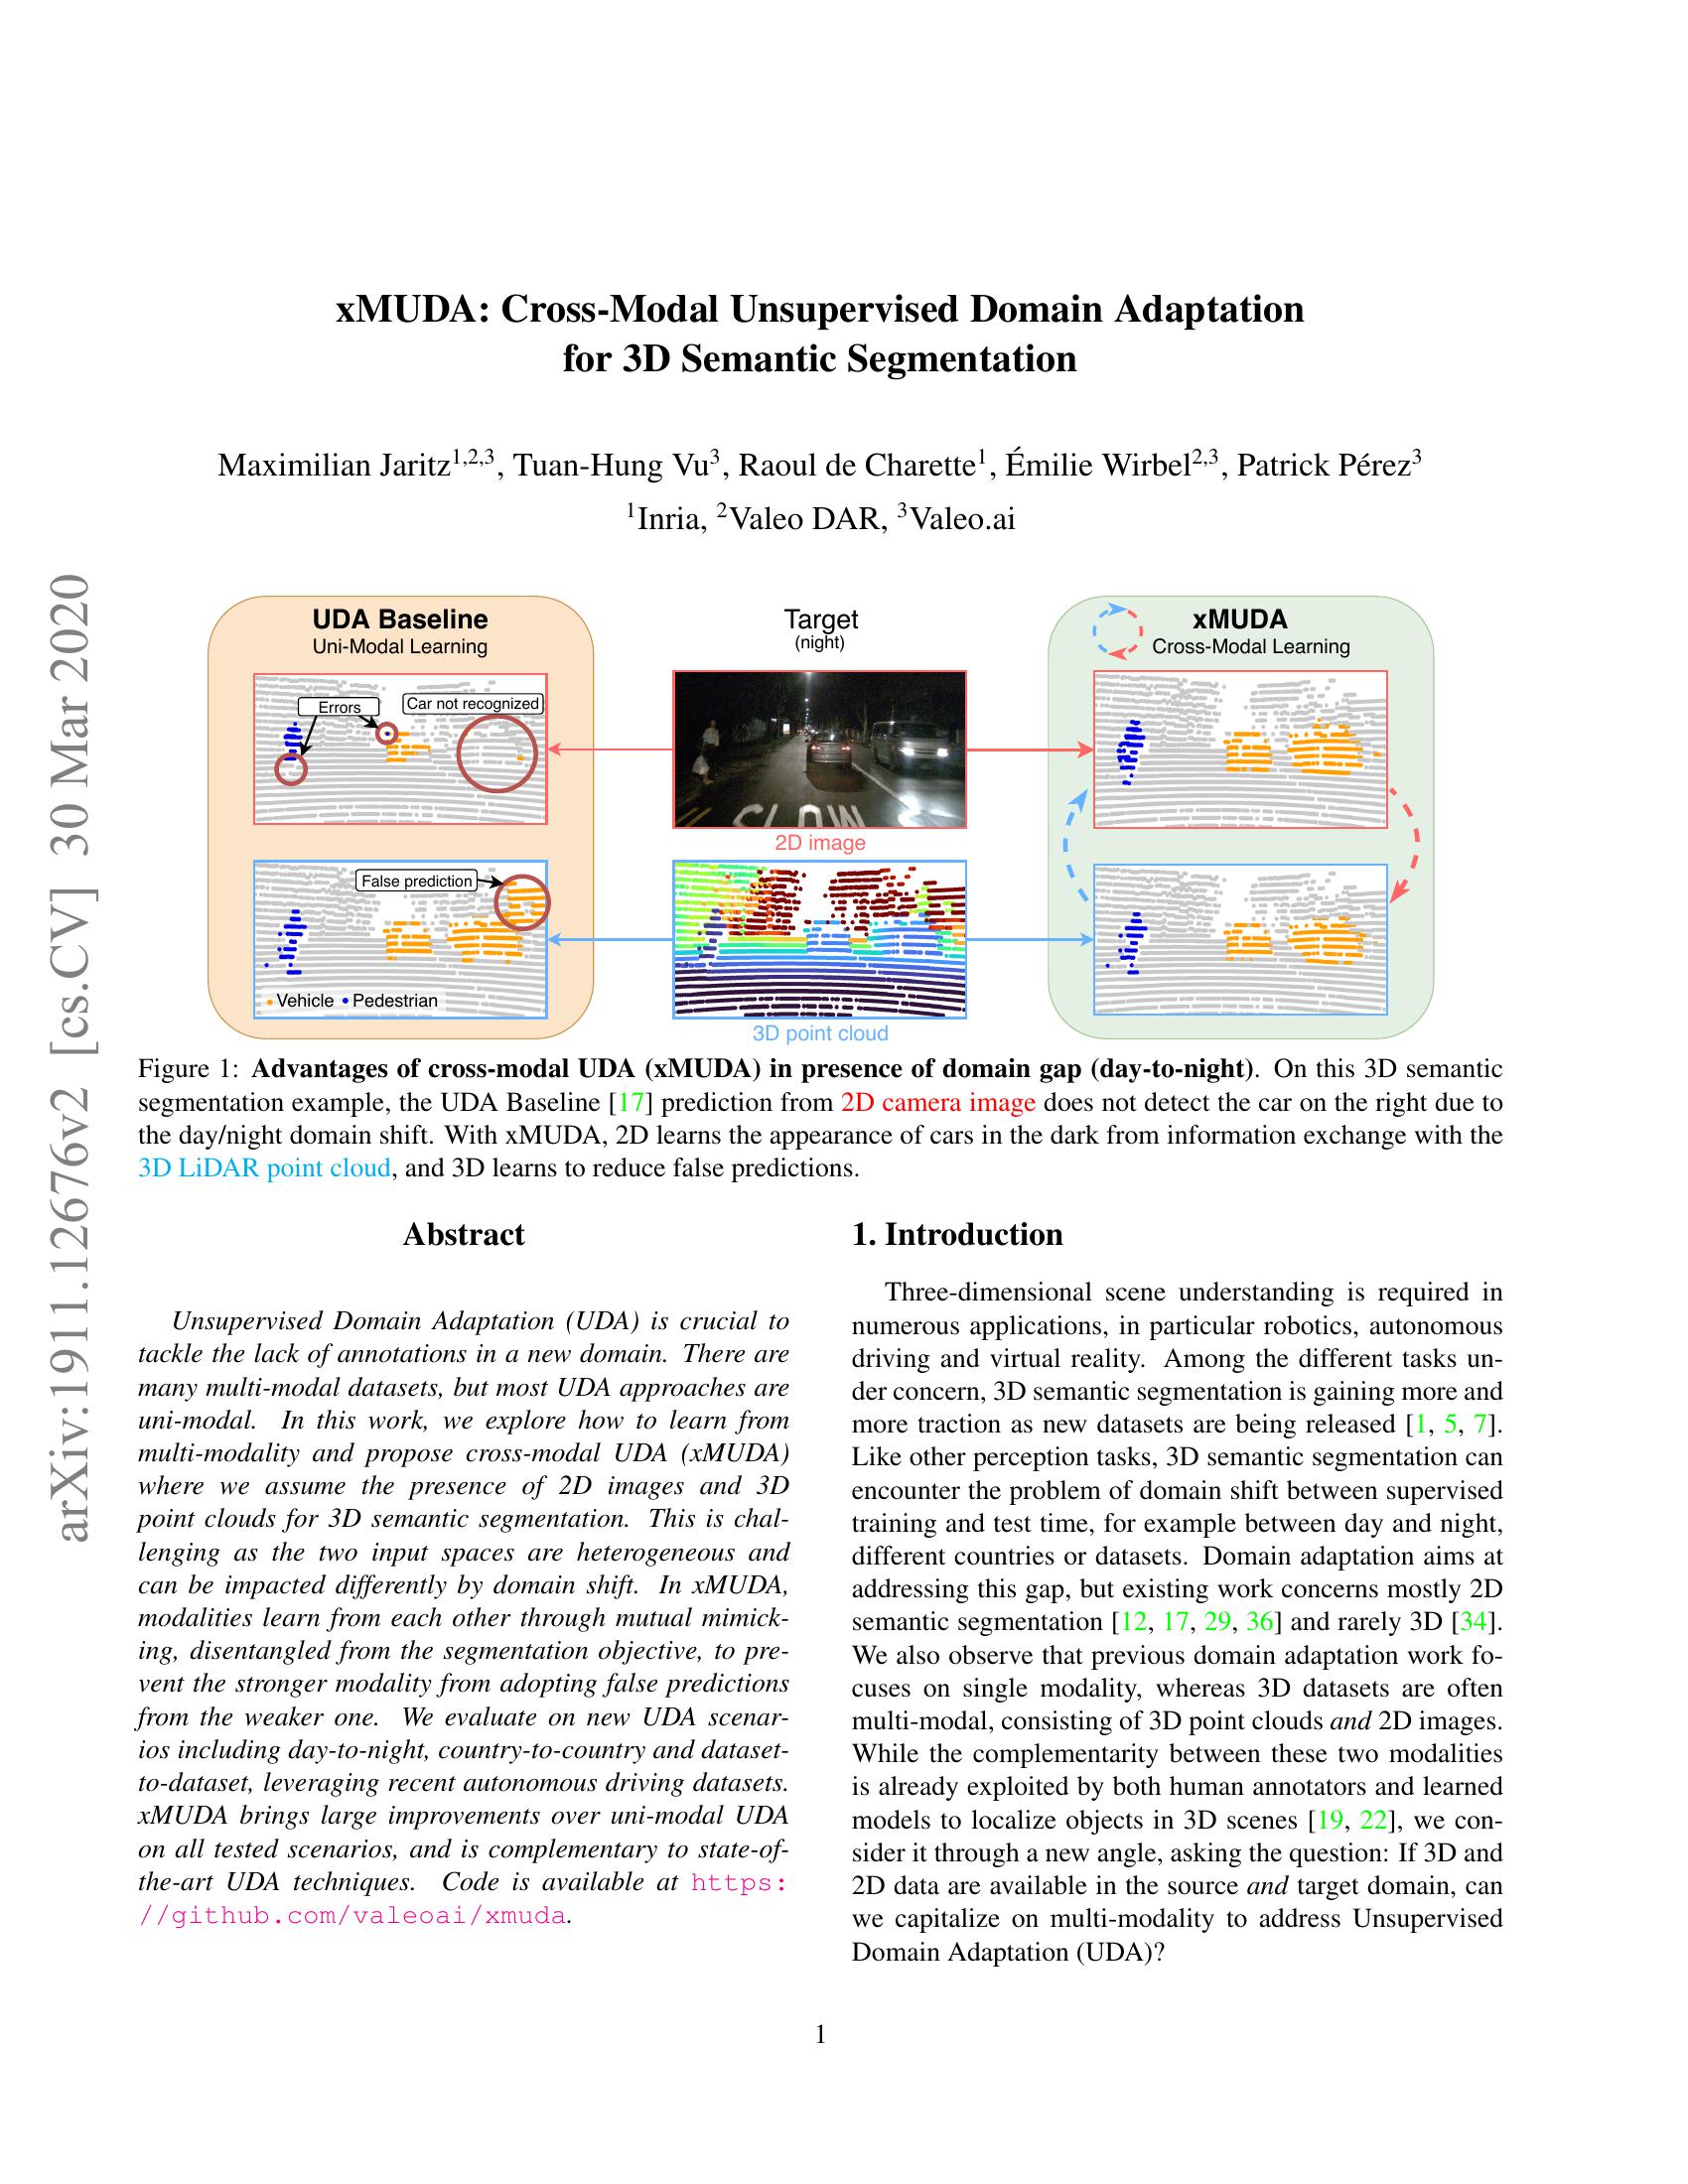 arXiv:1911.12676v2 [cs.CV] 30 Mar 2020
xMUDA: Cross-Modal Unsupervised Domain Adaptation
for 3D Semantic Segmentation
Maximilian Jaritz1,2,3, Tuan-Hung Vu3, Raoul de Charette1, Émilie Wirbel2,3, Patrick Pérez3
1Inria, 2Valeo DAR, 3Valeo.ai
UDA Baseline
Uni-Modal Learning
Errors
Car not recognized
False prediction
Vehicle
Pedestrian
Target
(night)
SLOW
2D image
3D point cloud
xMUDA
Cross-Modal Learning
Figure 1: Advantages of cross-modal UDA (xMUDA) in presence of domain gap (day-to-night). On this 3D semantic
segmentation example, the UDA Baseline [17] prediction from 2D camera image does not detect the car on the right due to
the day/night domain shift. With xMUDA, 2D learns the appearance of cars in the dark from information exchange with the
3D LiDAR point cloud, and 3D learns to reduce false predictions.
Abstract
Unsupervised Domain Adaptation (UDA) is crucial to
tackle the lack of annotations in a new domain. There are
many multi-modal datasets, but most UDA approaches are
uni-modal. In this work, we explore how to learn from
multi-modality and propose cross-modal UDA (xMUDA)
where we assume the presence of 2D images and 3D
point clouds for 3D semantic segmentation. This is chal-
lenging as the two input spaces are heterogeneous and
can be impacted differently by domain shift. In xMUDA,
modalities learn from each other through mutual mimick-
ing, disentangled from the segmentation objective, to pre-
vent the stronger modality from adopting false predictions
from the weaker one. We evaluate on new UDA scenar-
ios including day-to-night, country-to-country and dataset-
to-dataset, leveraging recent autonomous driving datasets.
xMUDA brings large improvements over uni-modal UDA
on all tested scenarios, and is complementary to state-of-
the-art UDA techniques. Code is available at https:
//github.com/valeoai/xmuda.
1. Introduction
Three-dimensional scene understanding is required in
numerous applications, in particular robotics, autonomous
driving and virtual reality. Among the different tasks un-
der concern, 3D semantic segmentation is gaining more and
more traction as new datasets are being released [1, 5, 7].
Like other perception tasks, 3D semantic segmentation can
encounter the problem of domain shift between supervised
training and test time, for example between day and night,
different countries or datasets. Domain adaptation aims at
addressing this gap, but existing work concerns mostly 2D
semantic segmentation [12, 17, 29, 36] and rarely 3D [34].
We also observe that previous domain adaptation work fo-
cuses on single modality, whereas 3D datasets are often
multi-modal, consisting of 3D point clouds and 2D images.
While the complementarity between these two modalities
is already exploited by both human annotators and learned
models to localize objects in 3D scenes [19, 22], we con-
sider it through a new angle, asking the question: If 3D and
2D data are available in the source and target domain, can
we capitalize on multi-modality to address Unsupervised
Domain Adaptation (UDA)?
1